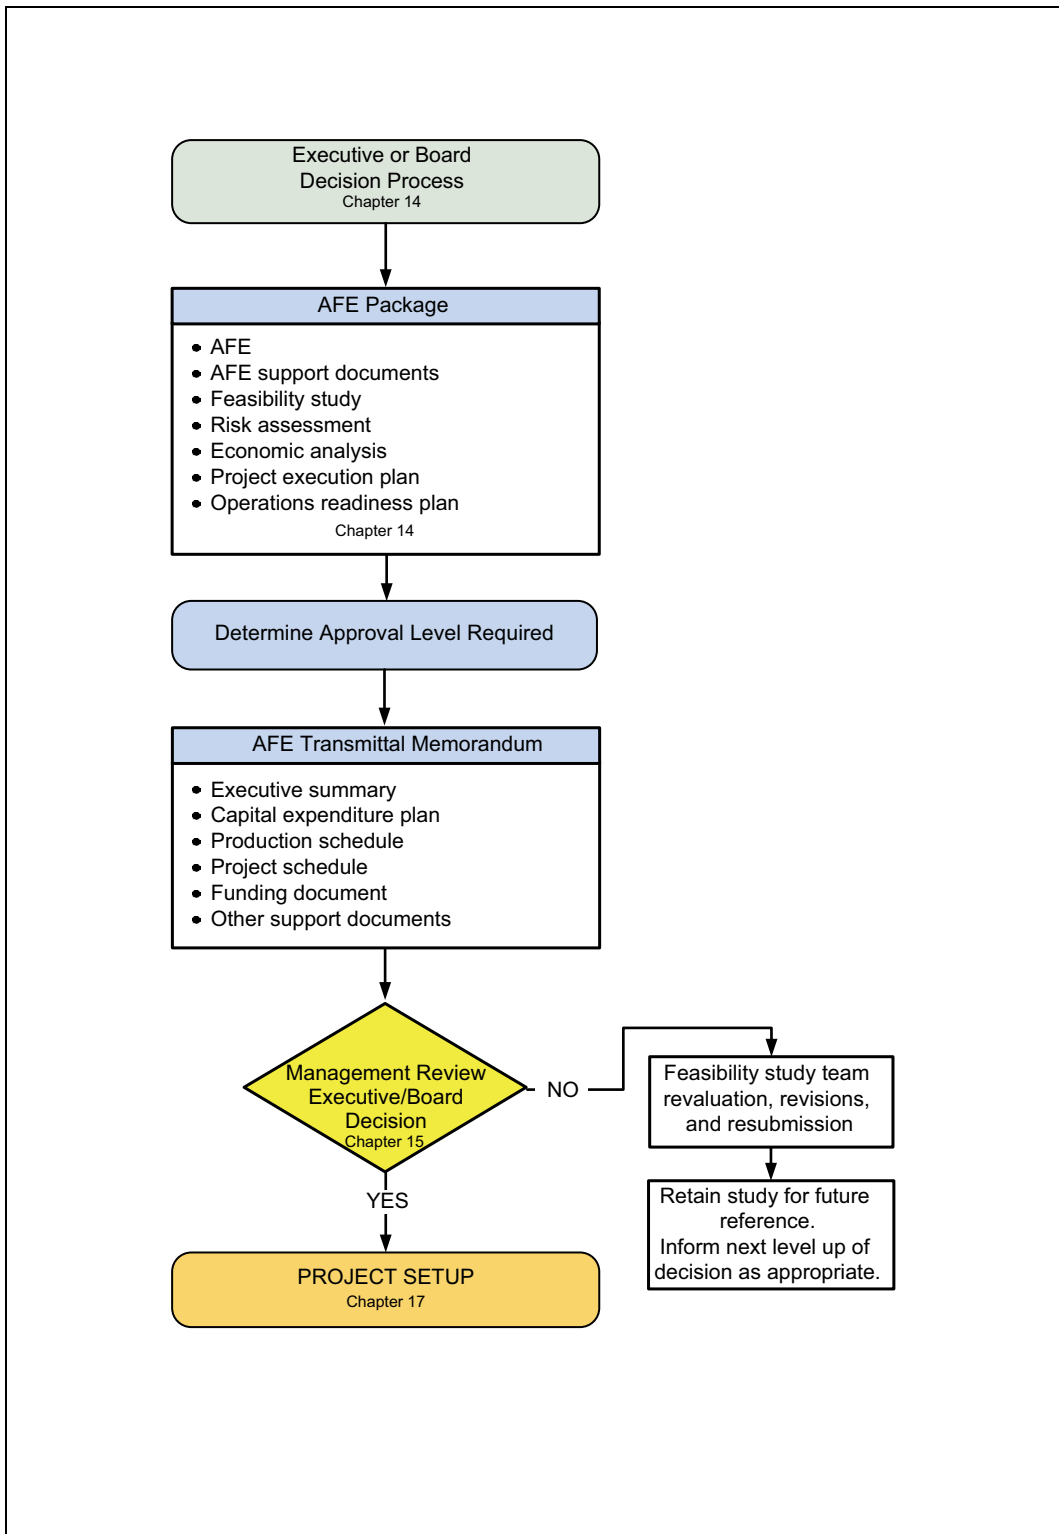 Executive or Board
Decision Process
Chapter 14
AFE Package
• AFE
• AFE support documents
• Feasibility study
• Risk assessment
• Economic analysis
• Project execution plan
• Operations readiness plan
Chapter 14
Determine Approval Level Required
AFE Transmittal Memorandum
• Executive summary
• Capital expenditure plan
• Production schedule
• Project schedule
• Funding document
• Other support documents
Management Review
Executive/Board
Decision
Chapter 15
NO
Feasibility study team
revaluation, revisions,
and resubmission
Retain study for future
reference.
Inform next level up of
decision as appropriate.
YES
PROJECT SETUP
Chapter 17